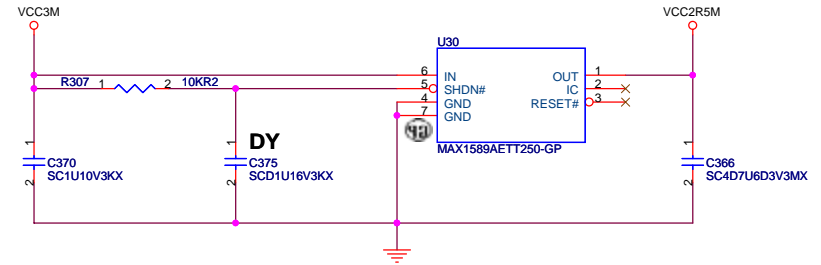 VCC3M
VCC2R5M
U30
R307 1 2 10KR2
6 IN
5 SHDN#
4 GND
7 GND
OUT 1
IC 2
RESET# 3
MAX1589AETT250-GP
DY
1
C370
SC1U10V3KX
2
1
C375
SCD1U16V3KX
2
1
C366
SC4D7U6D3V3MX
2